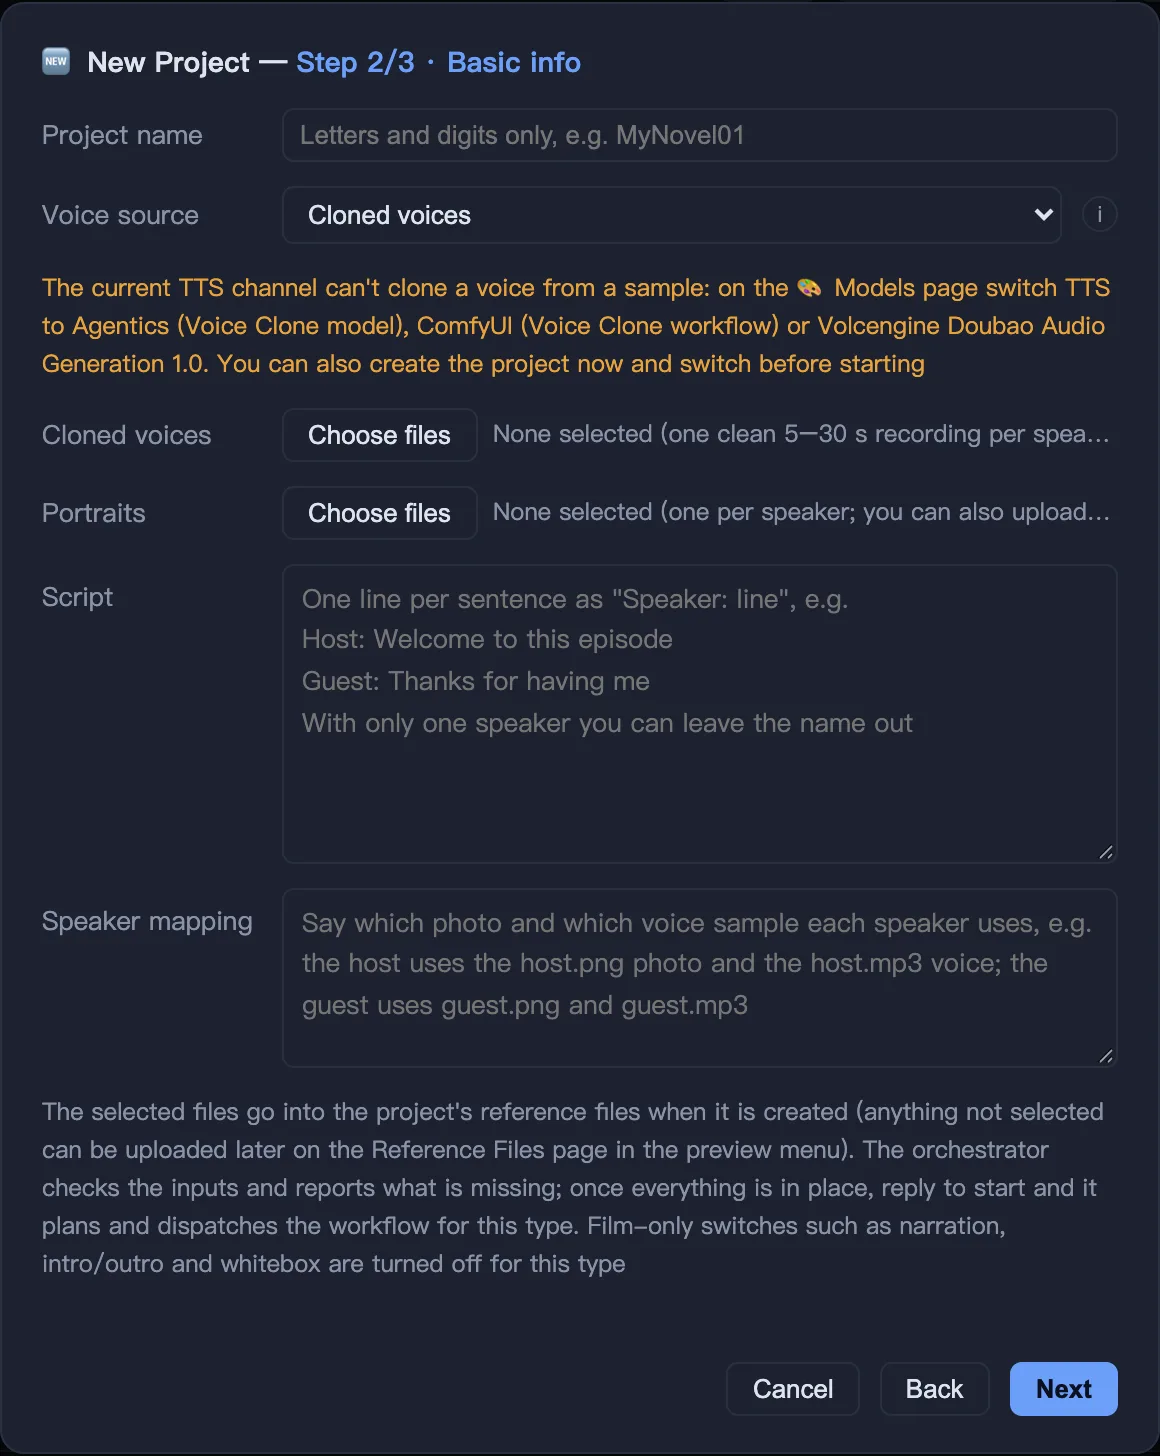 NEW New Project — Step 2/3 · Basic info
Project name
Letters and digits only, e.g. MyNovel01
Voice source
Cloned voices
i
The current TTS channel can't clone a voice from a sample: on the 🎨 Models page switch TTS
to Agentics (Voice Clone model), ComfyUI (Voice Clone workflow) or Volcengine Doubao Audio
Generation 1.0. You can also create the project now and switch before starting
Cloned voices
Choose files
None selected (one clean 5–30 s recording per spea…
Portraits
Choose files
None selected (one per speaker; you can also upload…
Script
One line per sentence as "Speaker: line", e.g.
Host: Welcome to this episode
Guest: Thanks for having me
With only one speaker you can leave the name out
Speaker mapping
Say which photo and which voice sample each speaker uses, e.g.
the host uses the host.png photo and the host.mp3 voice; the
guest uses guest.png and guest.mp3
The selected files go into the project's reference files when it is created (anything not selected
can be uploaded later on the Reference Files page in the preview menu). The orchestrator
checks the inputs and reports what is missing; once everything is in place, reply to start and it
plans and dispatches the workflow for this type. Film-only switches such as narration,
intro/outro and whitebox are turned off for this type
Cancel
Back
Next